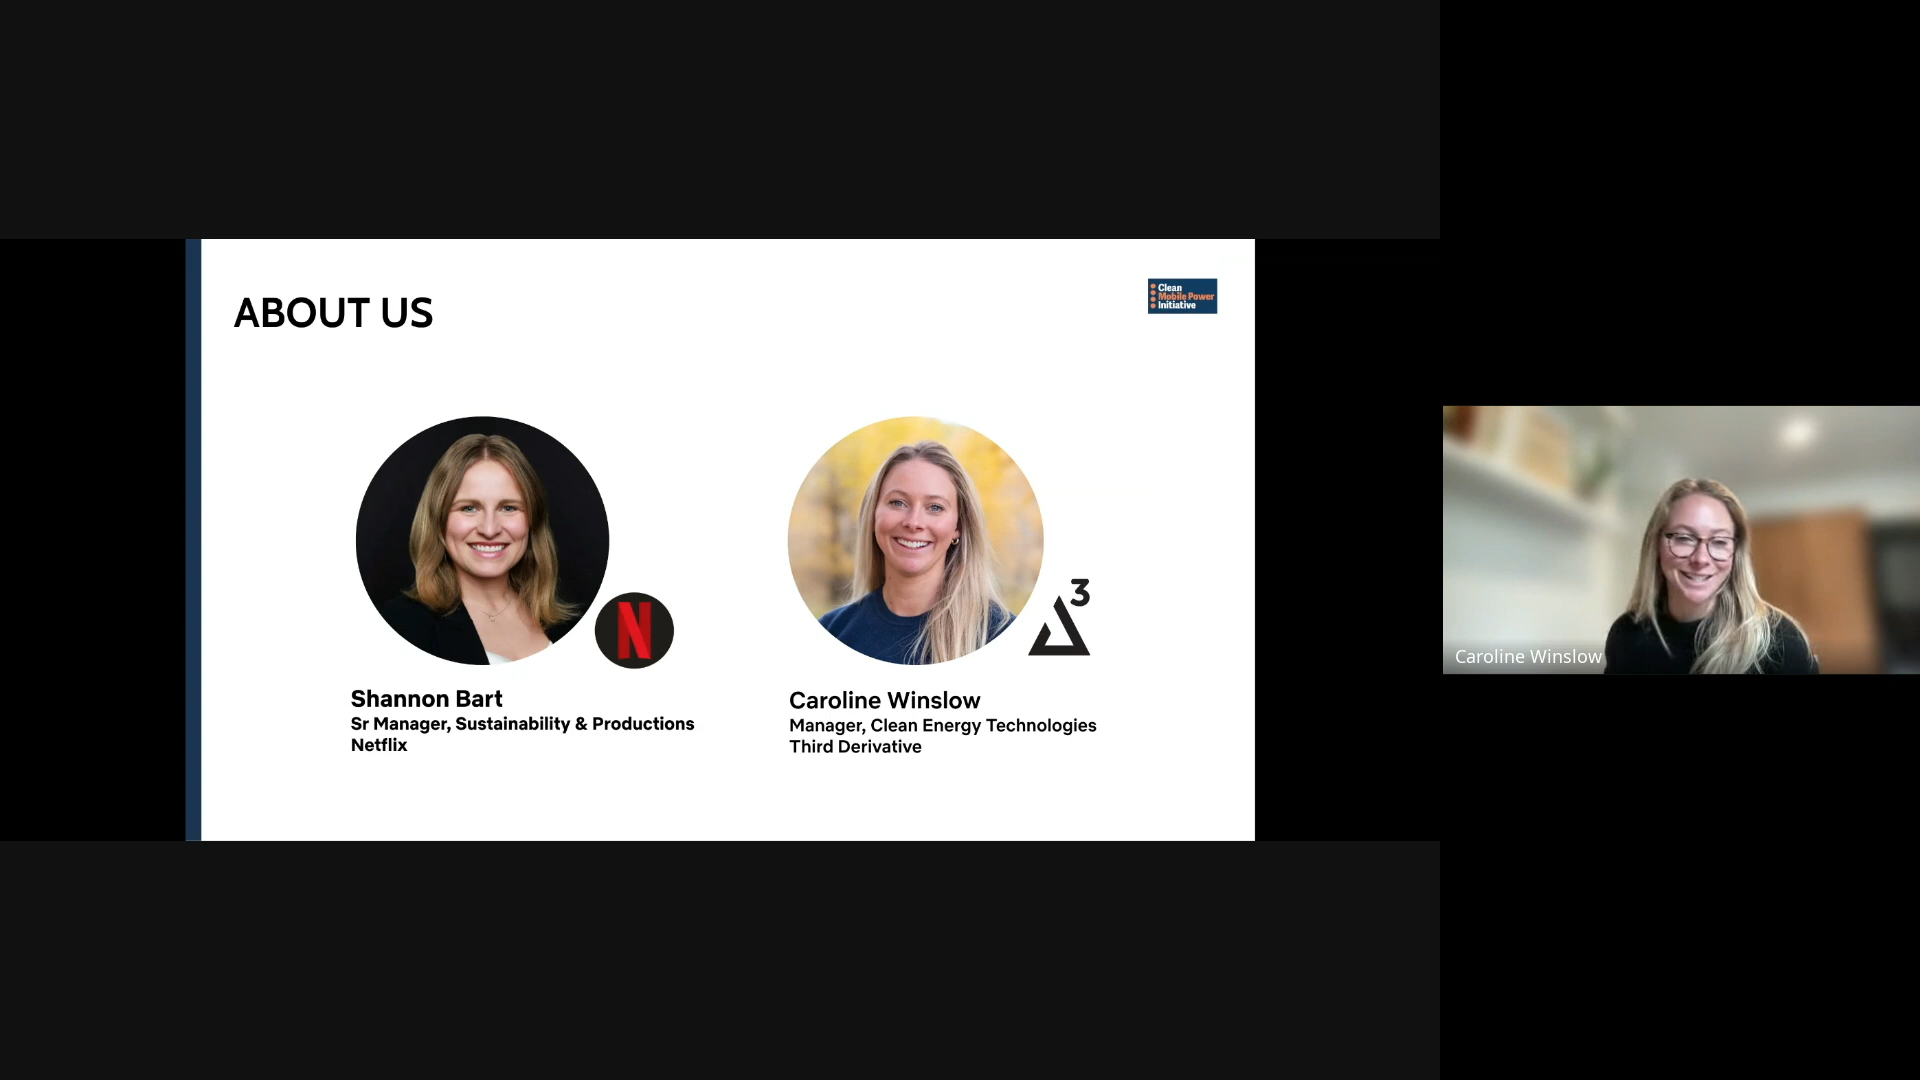 ABOUT US
Clean
Mobile Power
Initiative
N
3
Shannon Bart
Sr Manager, Sustainability & Productions
Netflix
Caroline Winslow
Manager, Clean Energy Technologies
Third Derivative
Caroline Winslow